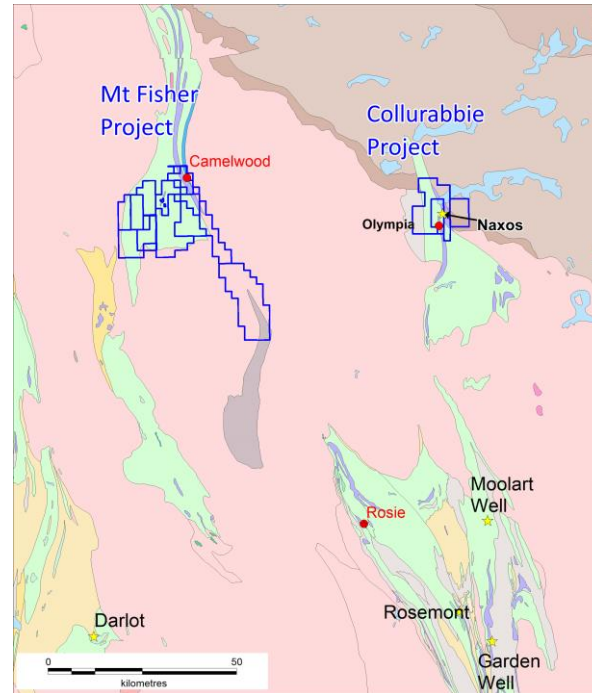 Mt Fisher
Project
Collurabbie
Project
Camelwood
Olympia
Naxos
Moolart
Well
Rosie
Rosemont
Darlot
Garden
Well
0 50
kilometres